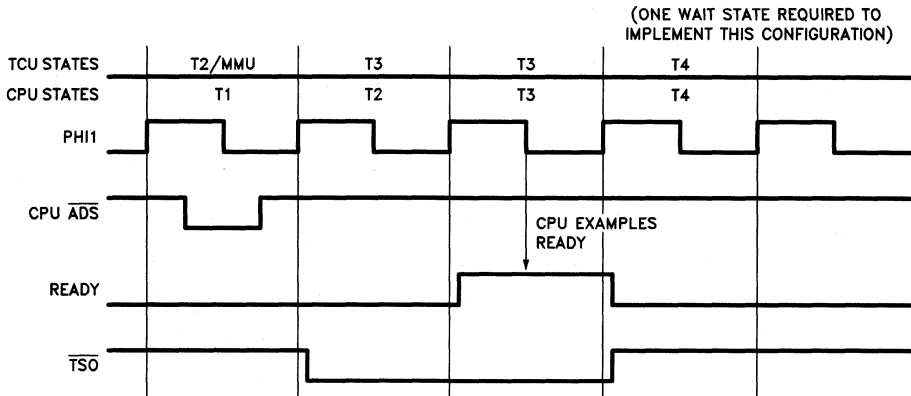 (ONE WAIT STATE REQUIRED TO
IMPLEMENT THIS CONFIGURATION)
TCU STATES T2/MMU T3 T3 T4
CPU STATES T1 T2 T3 T4
PHI1
CPU ADS
CPU EXAMPLES
READY
READY
TSO